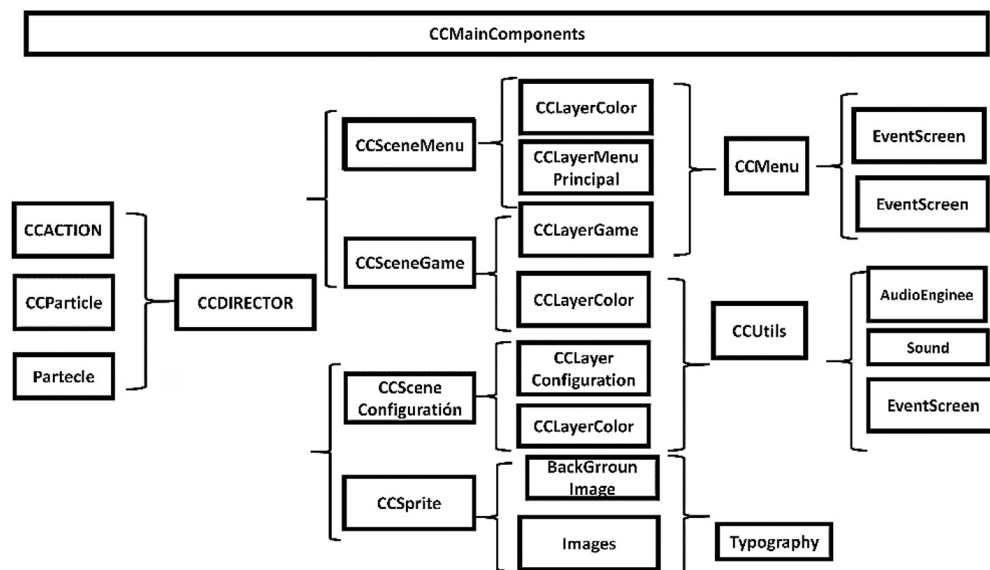 CCMainComponents
CCACTION
CCParticle
Partecle
CCDIRECTOR
CCSceneMenu
CCSceneGame
CCScene
Configuratión
CCSprite
CCLayerColor
CCLayerMenu
Principal
CCLayerGame
CCLayerColor
CCLayer
Configuration
CCLayerColor
BackGrroun
Image
Images
CCMenu
CCUtils
Typography
EventScreen
EventScreen
AudioEnginee
Sound
EventScreen